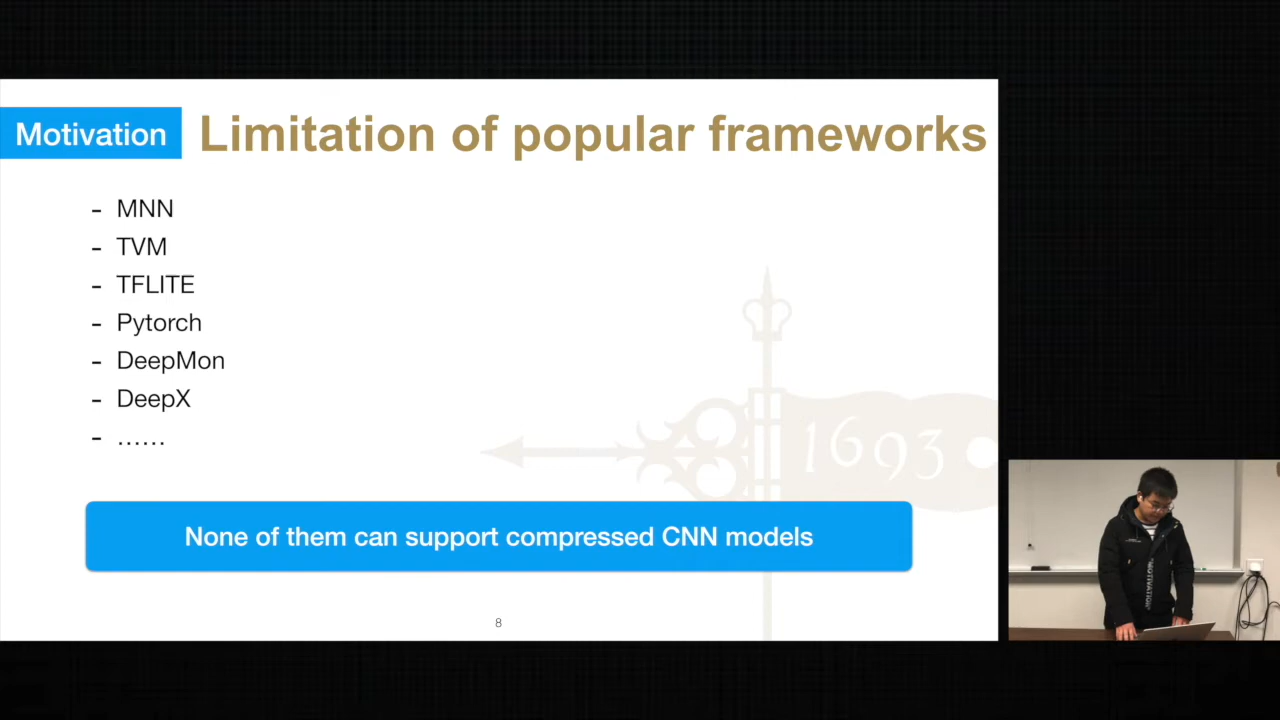 Motivation
Limitation of popular frameworks
- MNN
- TVM
- TFLITE
- Pytorch
- DeepMon
- DeepX
- ......
1693
None of them can support compressed CNN models
8